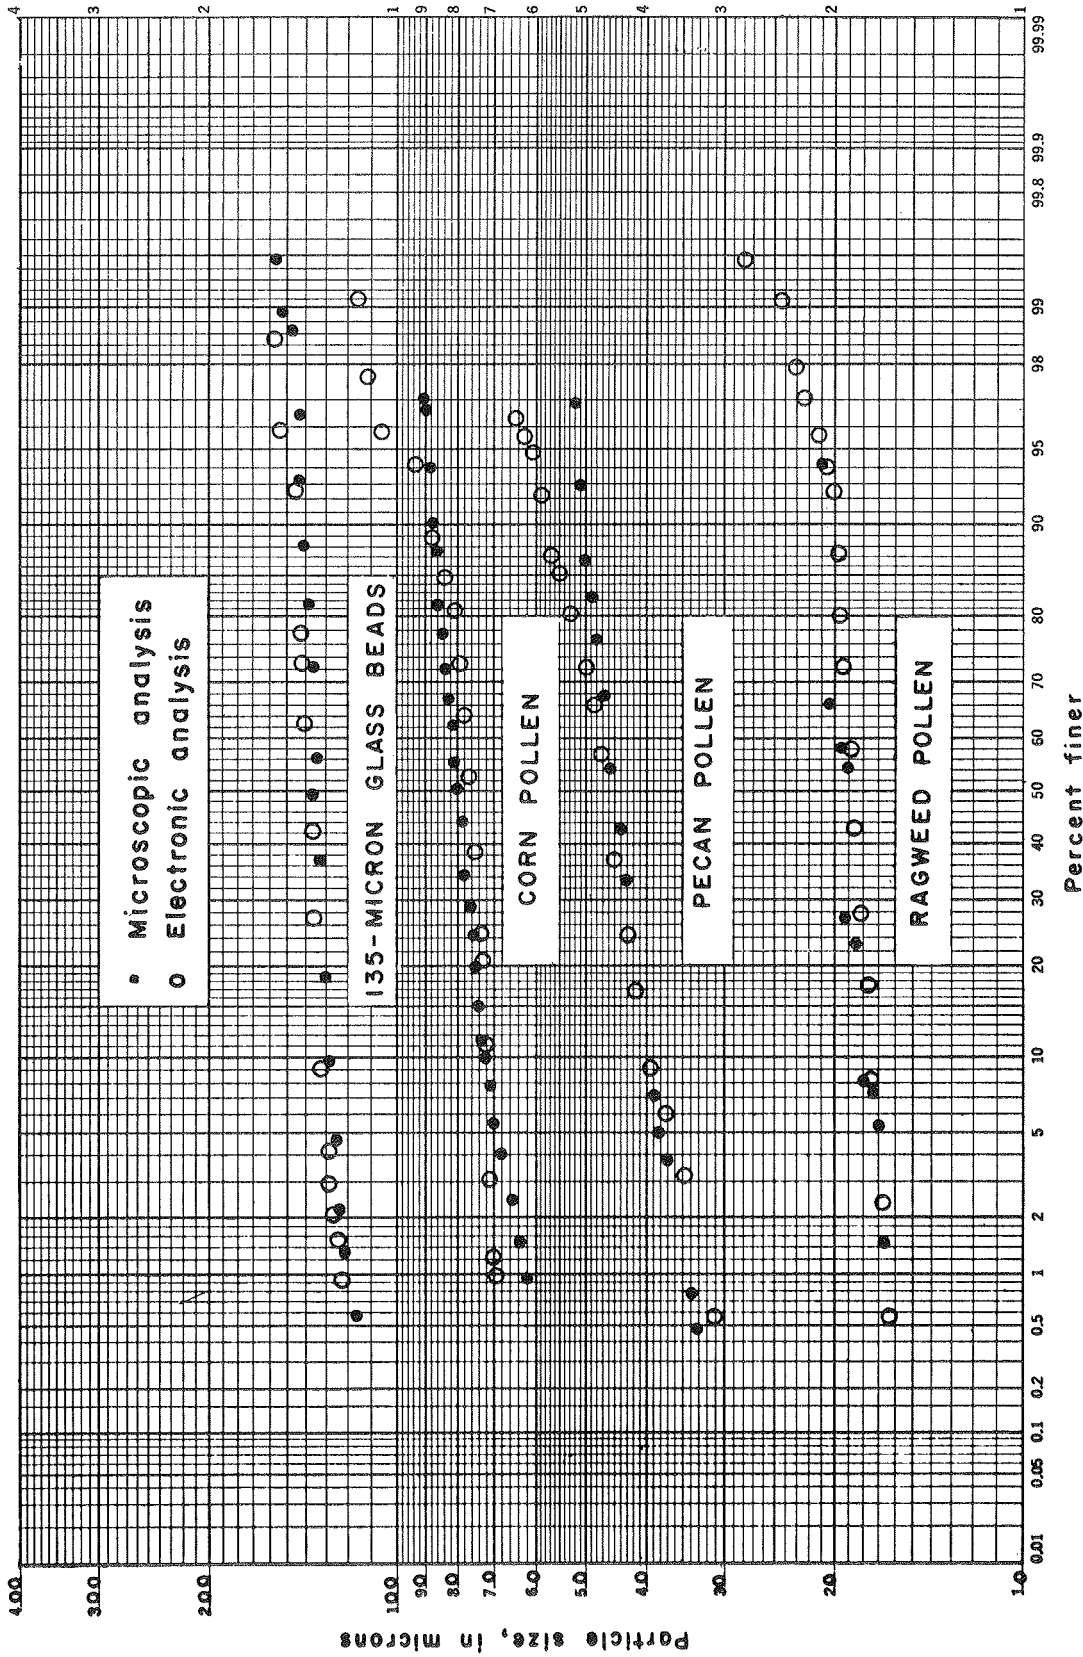 Particle size, in microns
400
300
200
100
90
80
70
60
50
40
30
20
10
• Microscopic analysis
O Electronic analysis
135-MICRON GLASS BEADS
CORN POLLEN
PECAN POLLEN
RAGWEED POLLEN
4
3
2
1
9
8
7
6
5
4
3
2
1
0.01 0.05 0.1 0.2 0.5 1 2 5 10 20 30 40 50 60 70 80 90 95 98 99 99.8 99.9 99.99
Percent finer